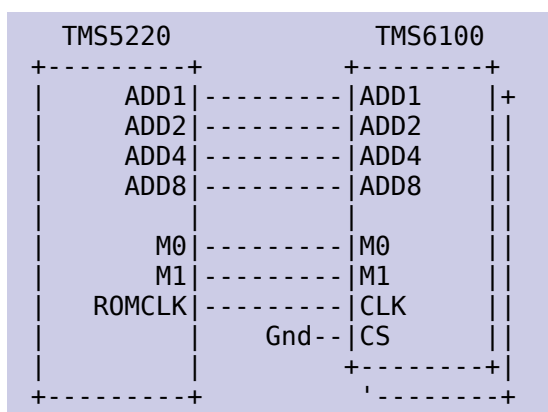 TMS5220                 TMS6100
+---------+          +--------+
|     ADD1|---------|ADD1    |+
|     ADD2|---------|ADD2    ||
|     ADD4|---------|ADD4    ||
|     ADD8|---------|ADD8    ||
|         |         |        ||
|       M0|---------|M0      ||
|       M1|---------|M1      ||
|   ROMCLK|---------|CLK     ||
|         |    Gnd--|CS      ||
|         |         +--------+|
+---------+          '--------+